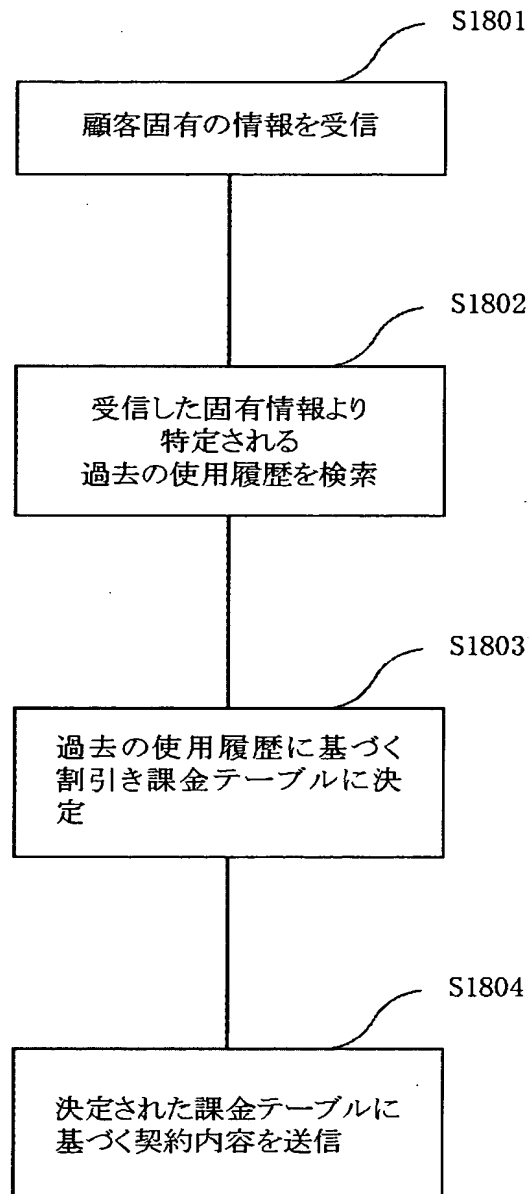 S1801
顧客固有の情報を受信
S1802
受信した固有情報より
特定される
過去の使用履歴を検索
S1803
過去の使用履歴に基づく
割引き課金テーブルに決
定
S1804
決定された課金テーブルに
基づく契約内容を送信